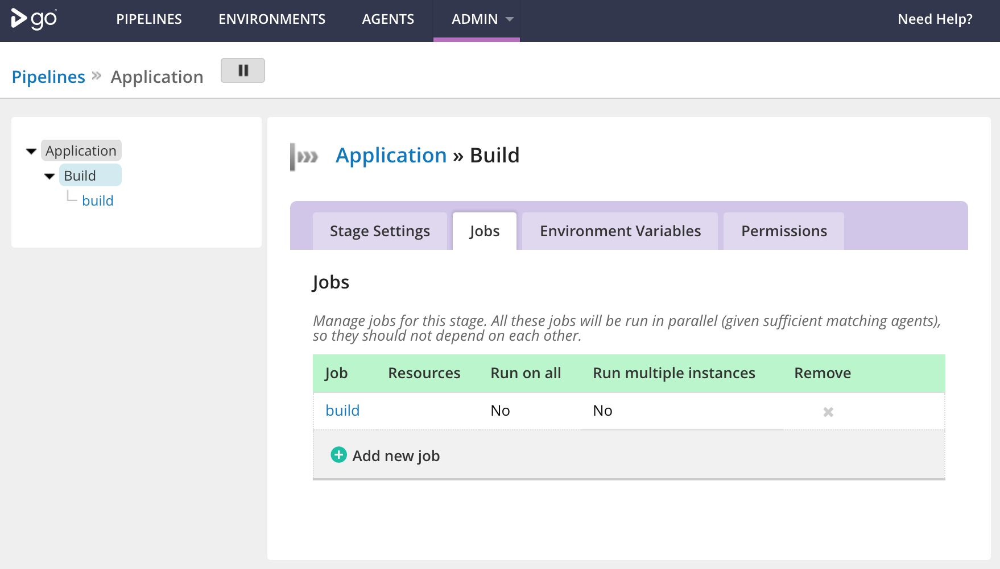 go PIPELINES ENVIRONMENTS AGENTS ADMIN Need Help?
Pipelines » Application
Application
Build
build
Application » Build
Stage Settings Jobs Environment Variables Permissions
Jobs
Manage jobs for this stage. All these jobs will be run in parallel (given sufficient matching agents),
so they should not depend on each other.
Job Resources Run on all Run multiple instances Remove
build No No
Add new job